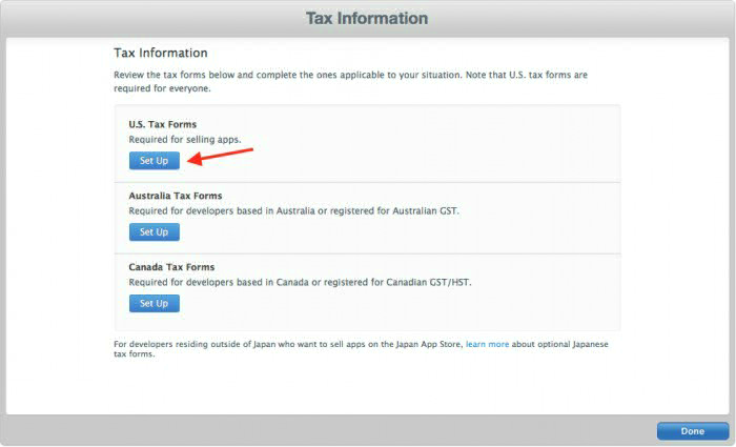 Tax Information
Tax Information
Review the tax forms below and complete the ones applicable to your situation. Note that U.S. tax forms are
required for everyone.
U.S. Tax Forms
Required for selling apps.
Set Up
Australia Tax Forms
Required for developers based in Australia or registered for Australian GST.
Set Up
Canada Tax Forms
Required for developers based in Canada or registered for Canadian GST/HST.
Set Up
For developers residing outside of Japan who want to sell apps on the Japan App Store, learn more about optional Japanese
tax forms.
Done